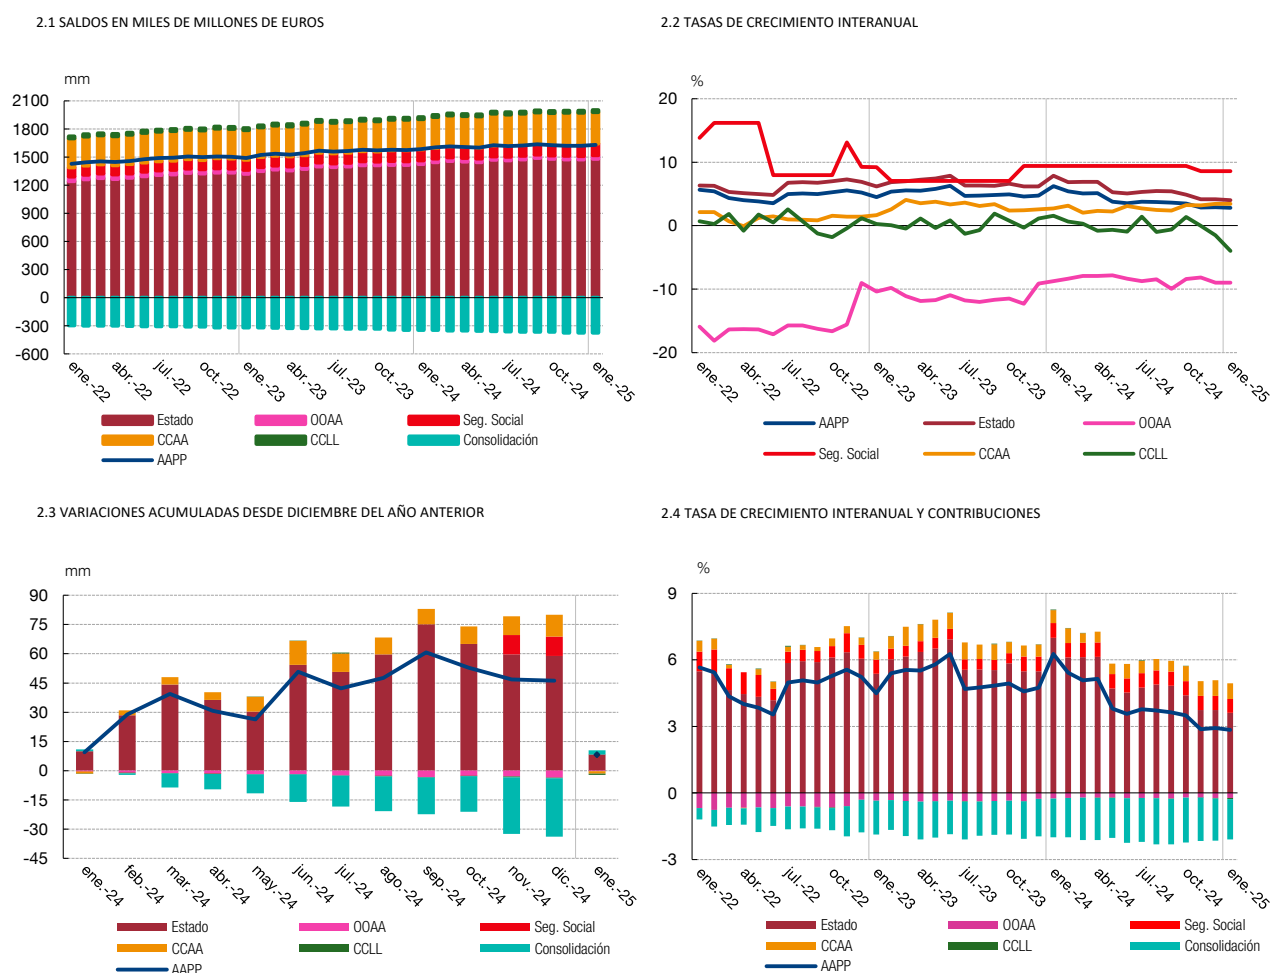 2.1 SALDOS EN MILES DE MILLONES DE EUROS
mm
2100
1800
1500
1200
900
600
300
0
-300
-600
ene.-22
abr.-22
jul.-22
oct.-22
ene.-23
abr.-23
jul.-23
oct.-23
ene.-24
abr.-24
jul.-24
oct.-24
ene.-25
Estado
OOAA
Seg. Social
CCAA
CCLL
Consolidación
AAPP
2.2 TASAS DE CRECIMIENTO INTERANUAL
%
20
10
0
-10
-20
ene.-22
abr.-22
jul.-22
oct.-22
ene.-23
abr.-23
jul.-23
oct.-23
ene.-24
abr.-24
jul.-24
oct.-24
ene.-25
AAPP
Estado
OOAA
Seg. Social
CCAA
CCLL
2.3 VARIACIONES ACUMULADAS DESDE DICIEMBRE DEL AÑO ANTERIOR
mm
90
75
60
45
30
15
0
-15
-30
-45
ene.-24
feb.-24
mar.-24
abr.-24
may.-24
jun.-24
jul.-24
ago.-24
sep.-24
oct.-24
nov.-24
dic.-24
ene.-25
Estado
OOAA
Seg. Social
CCAA
CCLL
Consolidación
AAPP
2.4 TASA DE CRECIMIENTO INTERANUAL Y CONTRIBUCIONES
%
9
6
3
0
-3
ene.-22
abr.-22
jul.-22
oct.-22
ene.-23
abr.-23
jul.-23
oct.-23
ene.-24
abr.-24
jul.-24
oct.-24
ene.-25
Estado
OOAA
Seg. Social
CCAA
CCLL
Consolidación
AAPP